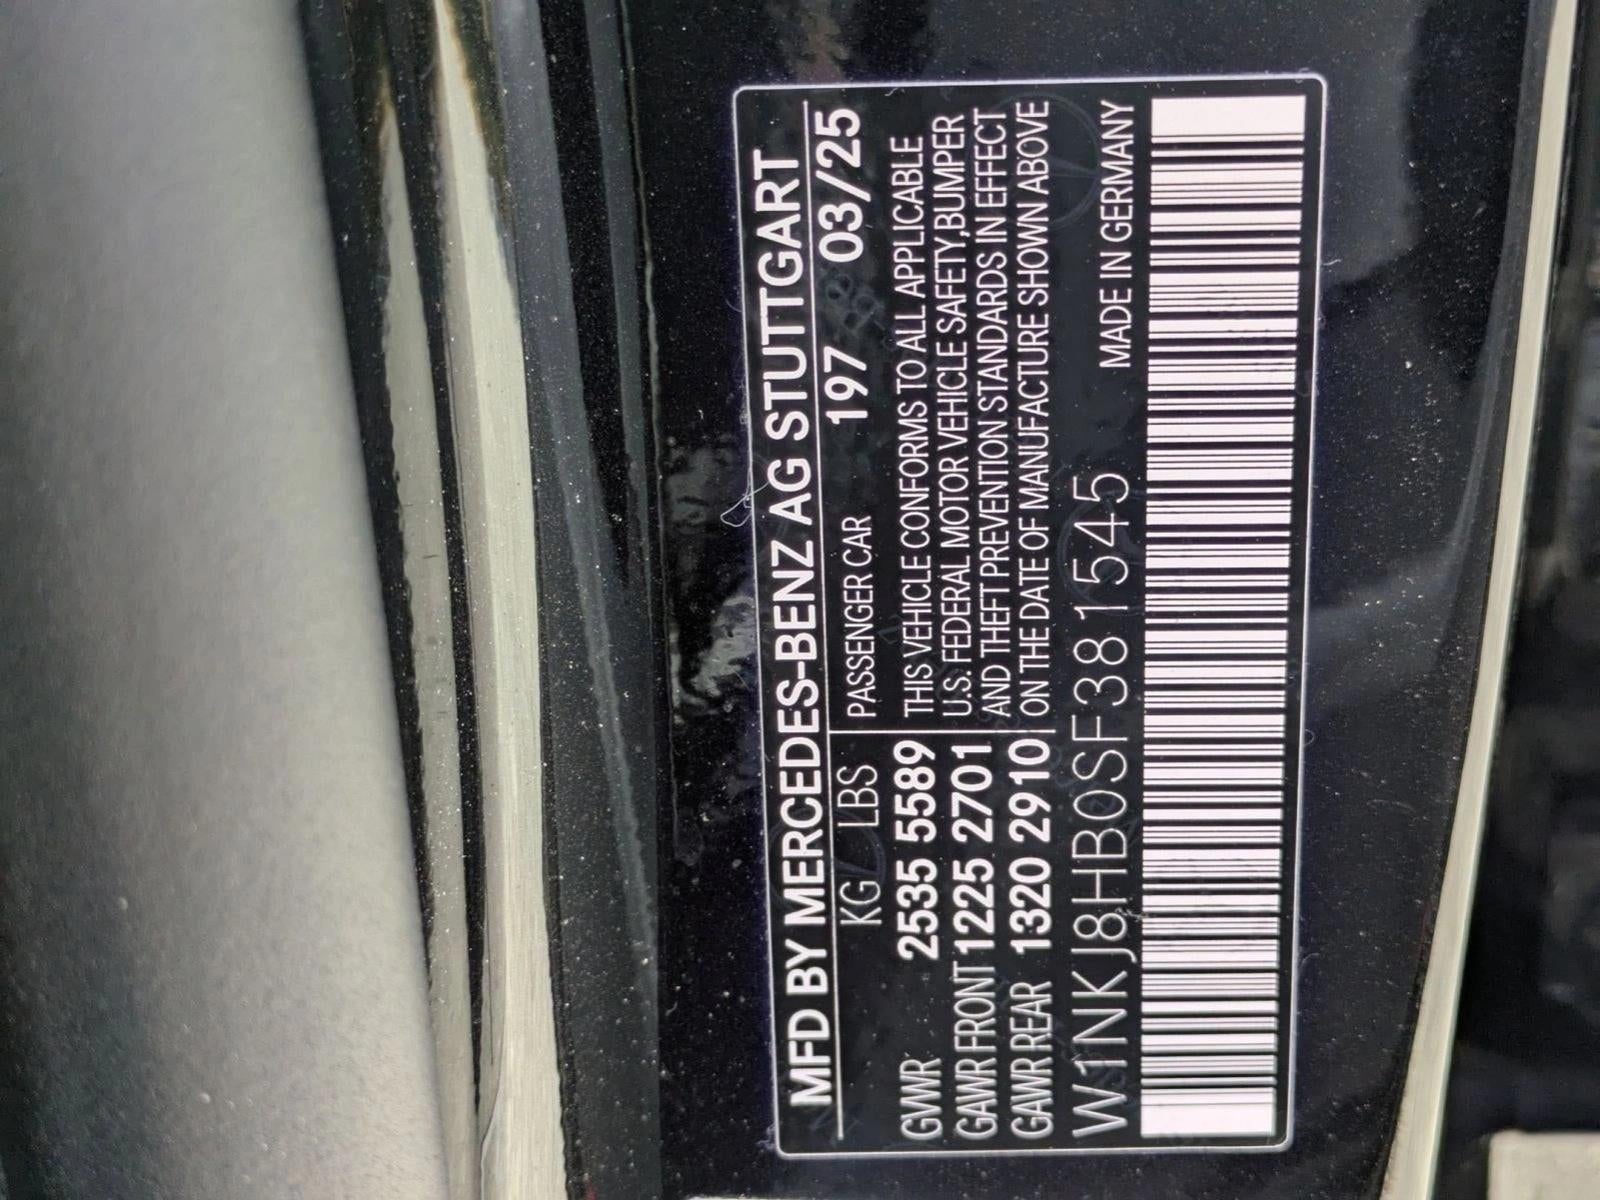 MFD BY MERCEDES-BENZ AG STUTTGART
KG LBS PASSENGER CAR 197 03/25
GVWR 2535 5589 THIS VEHICLE CONFORMS TO ALL APPLICABLE
U.S. FEDERAL MOTOR VEHICLE SAFETY,BUMPER
GAWR FRONT 1225 2701 AND THEFT PREVENTION STANDARDS IN EFFECT
GAWR REAR 1320 2910 ON THE DATE OF MANUFACTURE SHOWN ABOVE
W1NKJ8HB0SF381545 MADE IN GERMANY